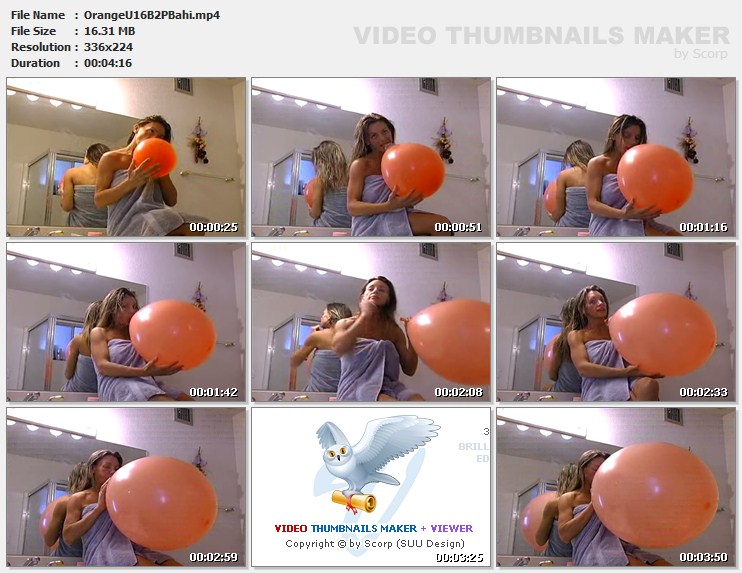 File Name : OrangeU16B2PBahi.mp4
File Size : 16.31 MB
Resolution : 336x224
Duration : 00:04:16
VIDEO THUMBNAILS MAKER
by Scorp
00:00:25
00:00:51
00:01:16
00:01:42
00:02:08
00:02:33
3
BRILL
ED
VIDEO THUMBNAILS MAKER + VIEWER
Copyright © by Scorp (SUU Design)
00:02:59
00:03:25
00:03:50